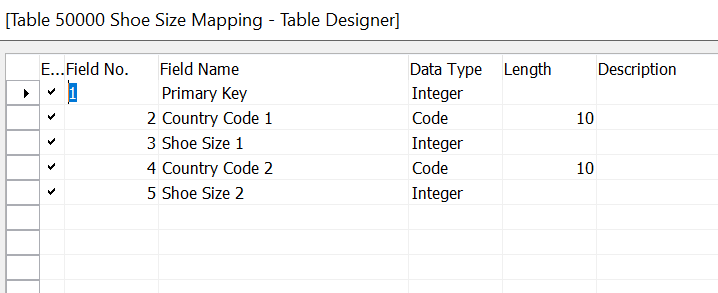 [Table 50000 Shoe Size Mapping - Table Designer]
E... Field No. Field Name Data Type Length Description
1 Primary Key Integer
2 Country Code 1 Code 10
3 Shoe Size 1 Integer
4 Country Code 2 Code 10
5 Shoe Size 2 Integer